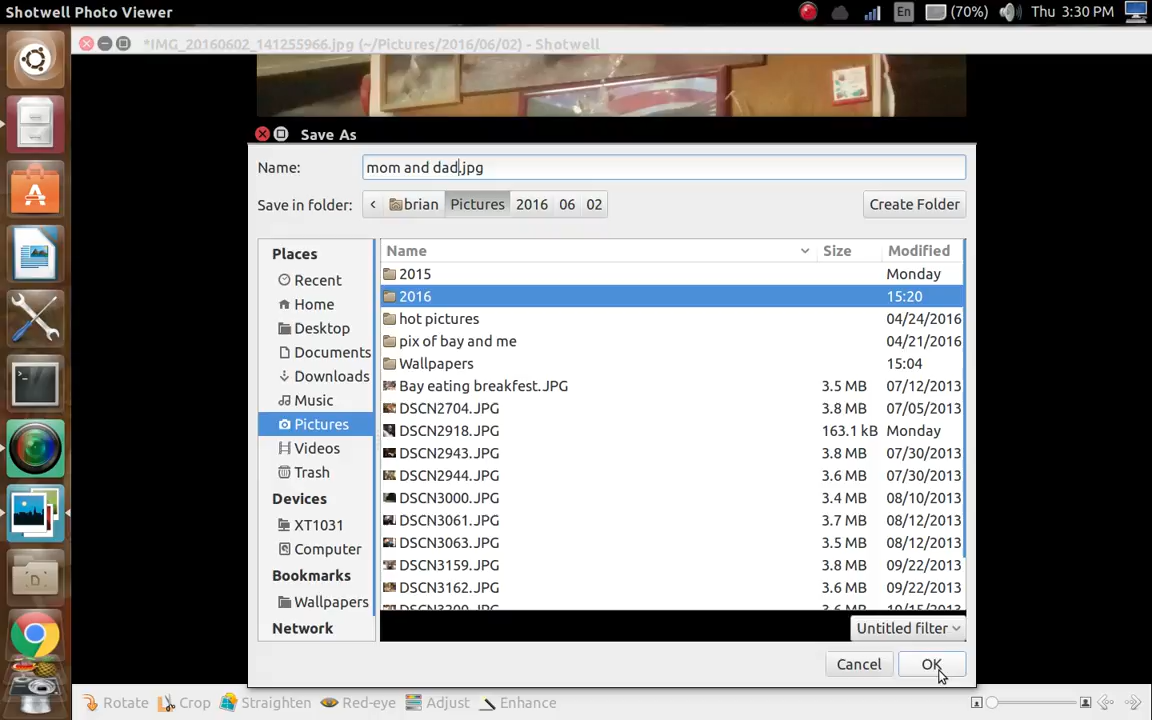 Shotwell Photo Viewer
En
(70%)
Thu 3:30 PM
*IMG_20160602_141255966.jpg (~/Pictures/2016/06/02) - Shotwell
Save As
Name:
mom and dad.jpg
Save in folder:
brian
Pictures
2016
06
02
Create Folder
Places
Recent
Home
Desktop
Documents
Downloads
Music
Pictures
Videos
Trash
Devices
XT1031
Computer
Bookmarks
Wallpapers
Network
Name Size Modified
2015 Monday
2016 15:20
hot pictures 04/24/2016
pix of bay and me 04/21/2016
Wallpapers 15:04
Bay eating breakfest.JPG 3.5 MB 07/12/2013
DSCN2704.JPG 3.8 MB 07/05/2013
DSCN2918.JPG 163.1 kB Monday
DSCN2943.JPG 3.8 MB 07/30/2013
DSCN2944.JPG 3.6 MB 07/30/2013
DSCN3000.JPG 3.4 MB 08/10/2013
DSCN3061.JPG 3.7 MB 08/12/2013
DSCN3063.JPG 3.5 MB 08/12/2013
DSCN3159.JPG 3.8 MB 09/22/2013
DSCN3162.JPG 3.6 MB 09/22/2013
DSCN3200.JPG 3.6 MB 10/15/2013
Untitled filter
Cancel
OK
Rotate
Crop
Straighten
Red-eye
Adjust
Enhance